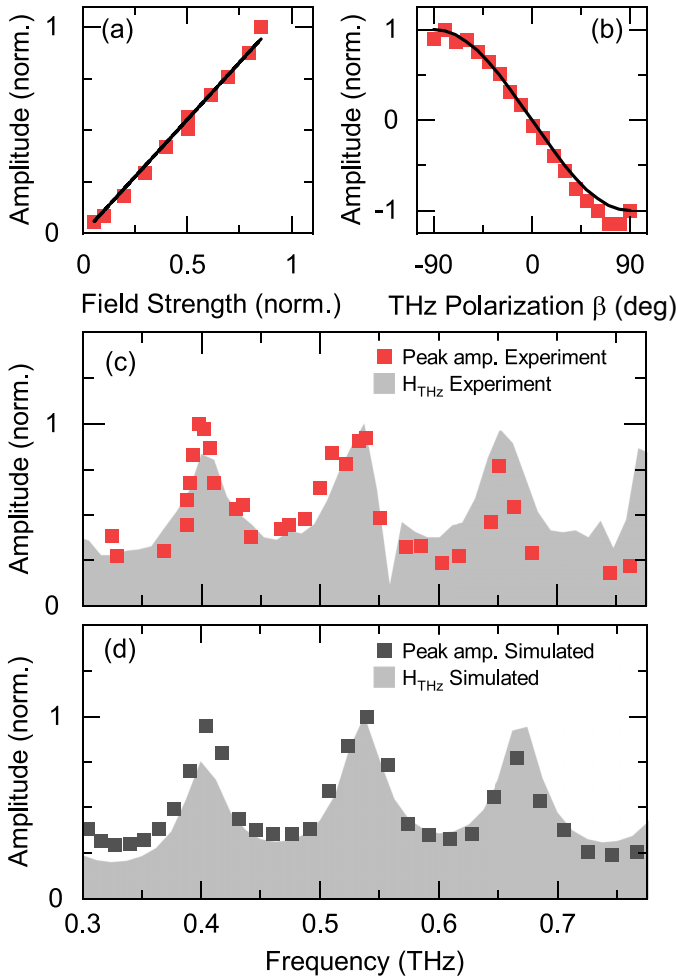 (a)
Amplitude (norm.)
1
0
0
0.5
1
Field Strength (norm.)
(b)
Amplitude (norm.)
1
0
-1
-90
0
90
THz Polarization β (deg)
(c)
Peak amp. Experiment
H_THz Experiment
Amplitude (norm.)
1
0
(d)
Peak amp. Simulated
H_THz Simulated
Amplitude (norm.)
1
0
0.3
0.4
0.5
0.6
0.7
Frequency (THz)